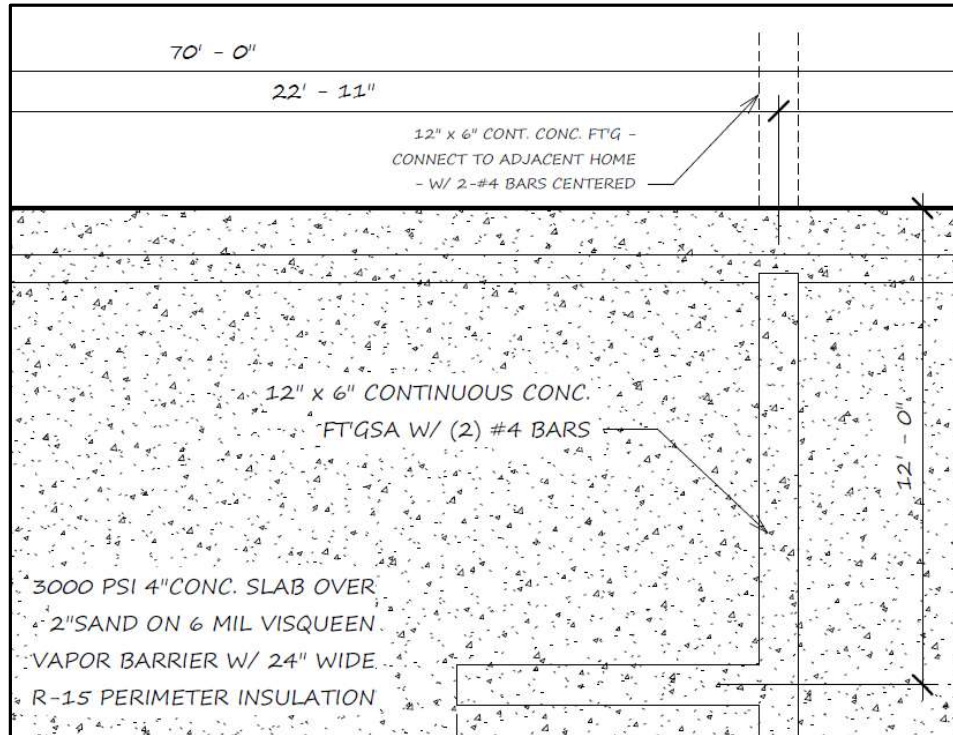 70' - 0"
22' - 11"
12" x 6" CONT. CONC. FT'G -
CONNECT TO ADJACENT HOME
- W/ 2-#4 BARS CENTERED
12" x 6" CONTINUOUS CONC.
FT'GSA W/ (2) #4 BARS
12' - 0"
3000 PSI 4"CONC. SLAB OVER
2"SAND ON 6 MIL VISQUEEN
VAPOR BARRIER W/ 24" WIDE
R-15 PERIMETER INSULATION